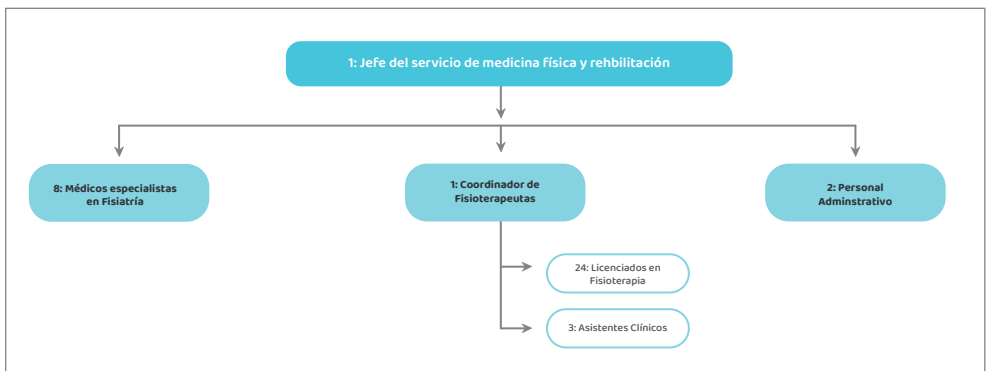 1: Jefe del servicio de medicina física y rehbilitación
8: Médicos especialistas
en Fisiatría
1: Coordinador de
Fisioterapeutas
2: Personal
Adminstrativo
24: Licenciados en
Fisioterapia
3: Asistentes Clínicos